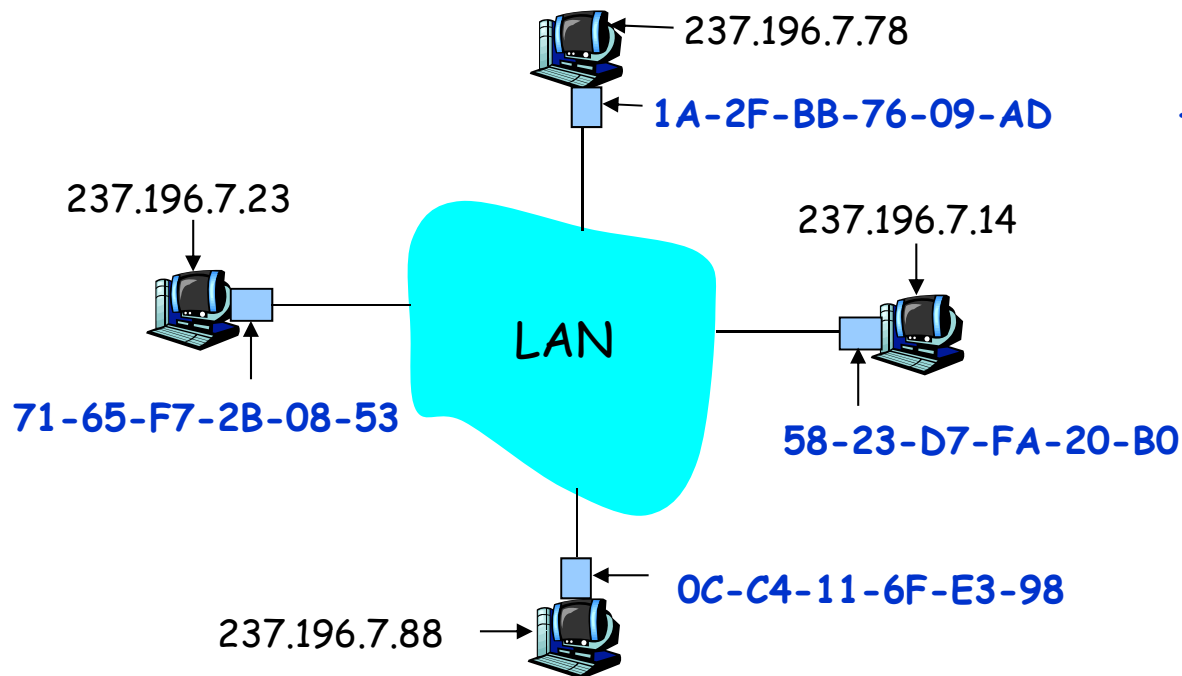 237.196.7.78
1A-2F-BB-76-09-AD
237.196.7.23
237.196.7.14
LAN
71-65-F7-2B-08-53
58-23-D7-FA-20-B0
0C-C4-11-6F-E3-98
237.196.7.88